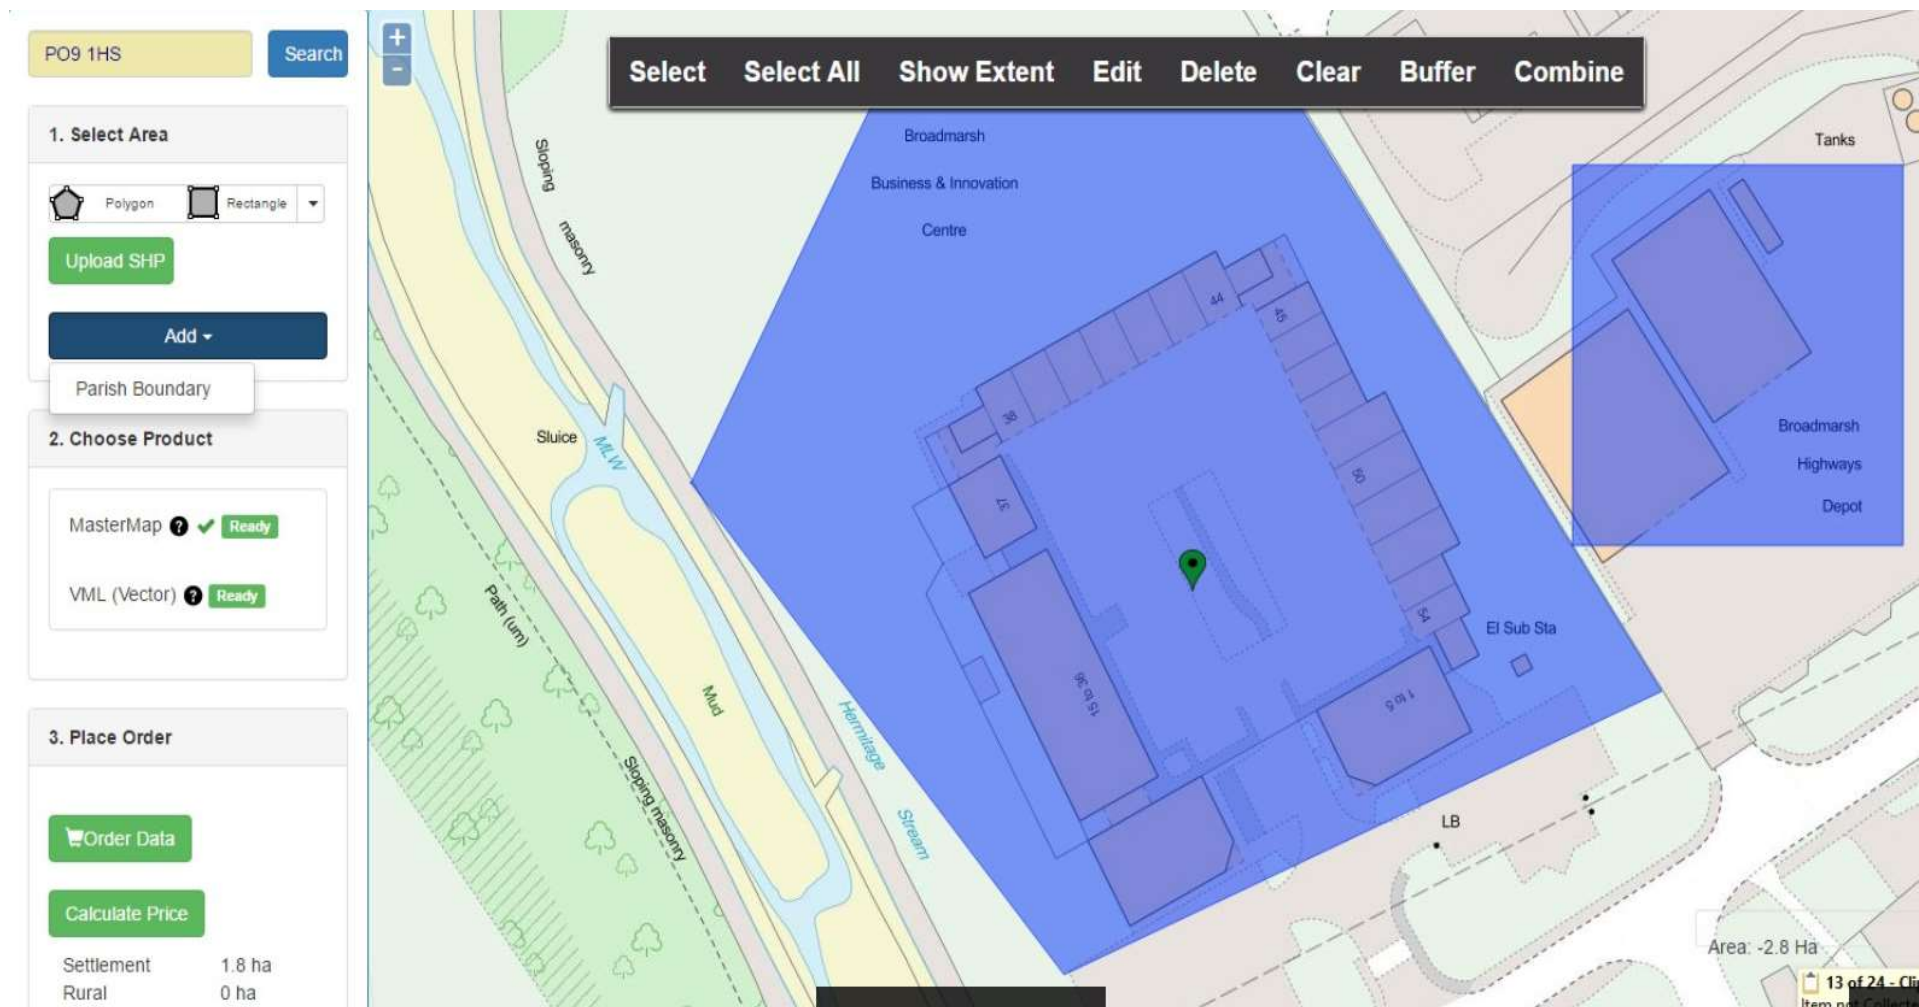 PO9 1HS
Search
1. Select Area
Polygon
Rectangle
Upload SHP
Add
Parish Boundary
2. Choose Product
MasterMap ? Ready
VML (Vector) ? Ready
3. Place Order
Order Data
Calculate Price
Settlement 1.8 ha
Rural 0 ha
+
-
Select Select All Show Extent Edit Delete Clear Buffer Combine
Broadmarsh
Business & Innovation
Centre
Sloping
masonry
Tanks
44
45
38
37
50
54
Sluice
MLW
Broadmarsh
Highways
Depot
Path (um)
Mud
El Sub Sta
15 to 36
1 to 5
Hermitage
Stream
Sloping masonry
LB
Area: -2.8 Ha
13 of 24 - Cli
Item not Collecte